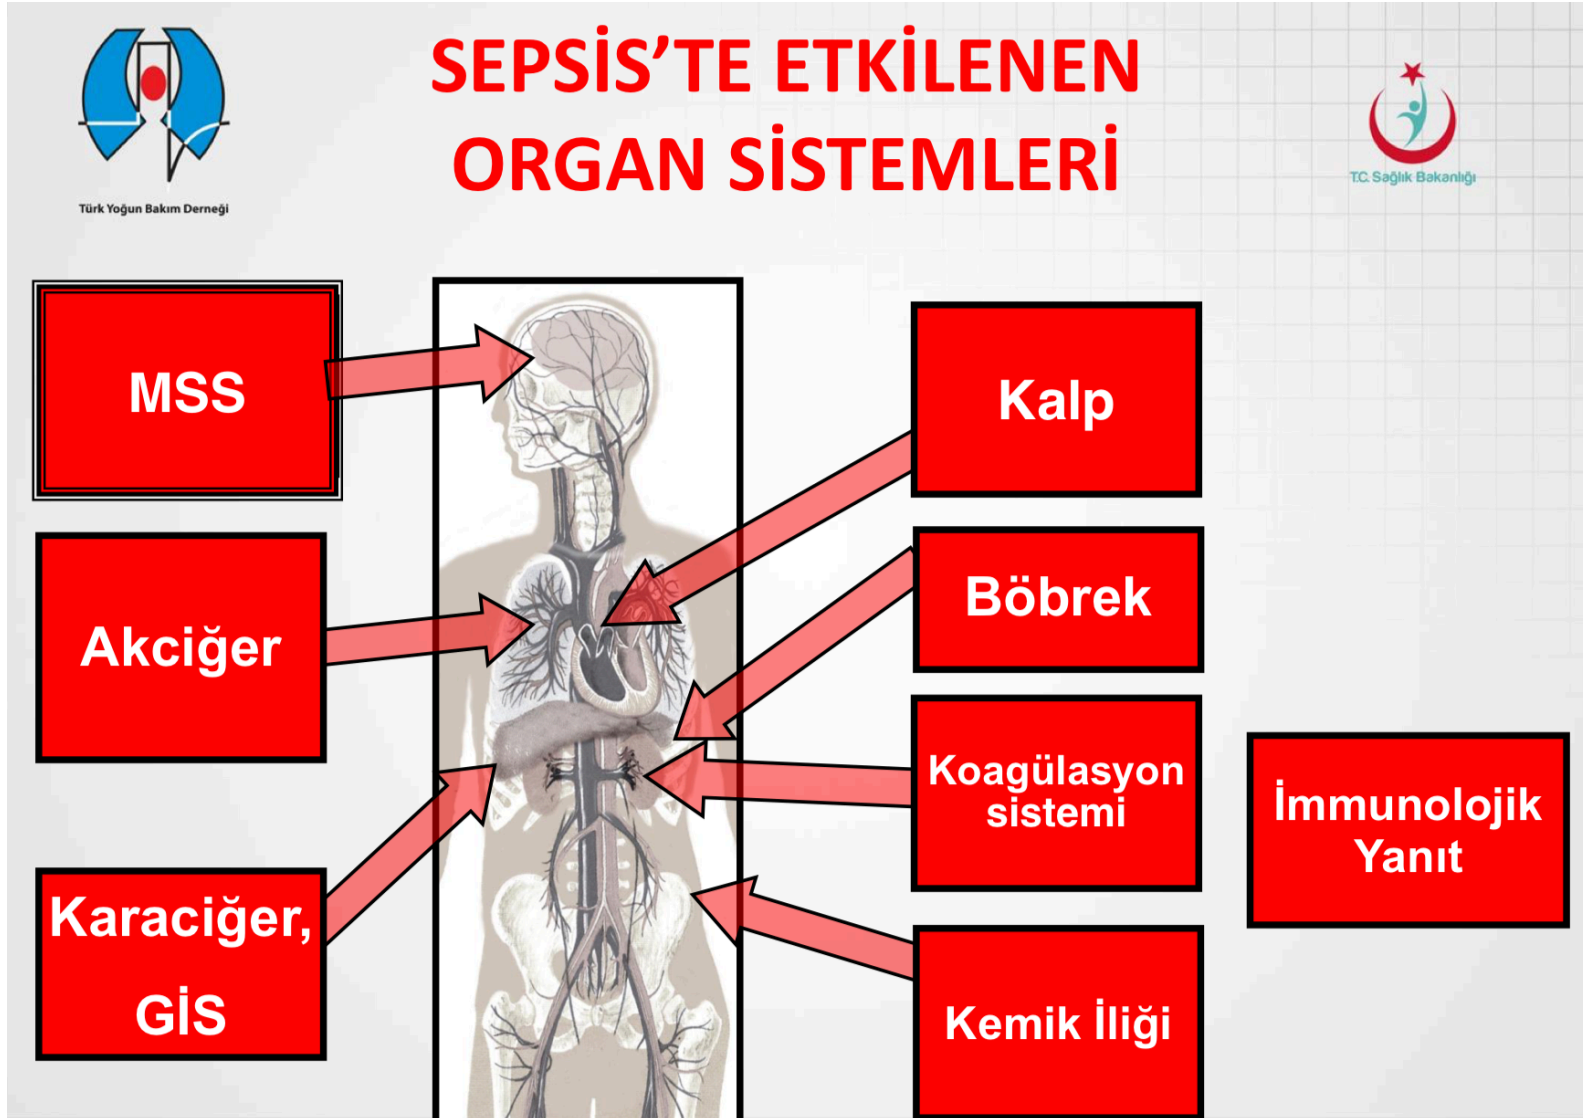 SEPSİS’TE ETKİLENEN
ORGAN SİSTEMLERİ
Türk Yoğun Bakım Derneği
T.C. Sağlık Bakanlığı
MSS
Akciğer
Karaciğer,
GİS
Kalp
Böbrek
Koagülasyon
sistemi
Kemik İliği
İmmunolojik
Yanıt